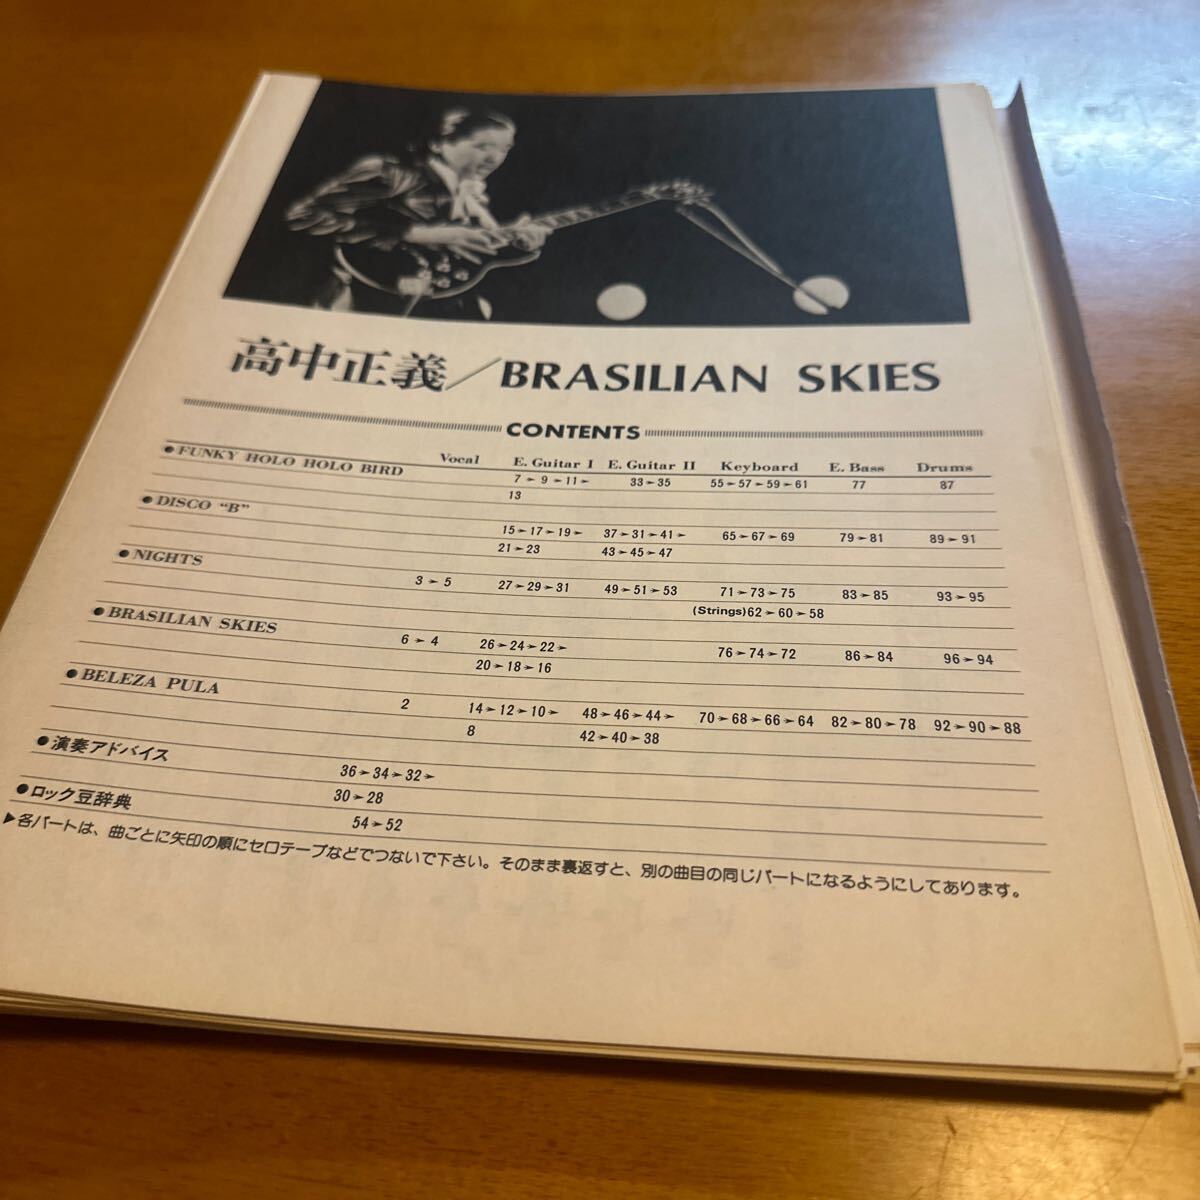 高中正義／BRASILIAN SKIES
CONTENTS
Vocal E. Guitar I E. Guitar II Keyboard E. Bass Drums
●FUNKY HOLO HOLO BIRD 7➤9➤11➤ 33➤35 55➤57➤59➤61 77 87
13
●DISCO “B” 15➤17➤19➤ 37➤31➤41➤ 65➤67➤69 79➤81 89➤91
21➤23 43➤45➤47
●NIGHTS 3➤5 27➤29➤31 49➤51➤53 71➤73➤75 83➤85 93➤95
(Strings)62➤60➤58
●BRASILIAN SKIES 6➤4 26➤24➤22➤ 76➤74➤72 86➤84 96➤94
20➤18➤16
●BELEZA PULA 2 14➤12➤10➤ 48➤46➤44➤ 70➤68➤66➤64 82➤80➤78 92➤90➤88
8 42➤40➤38
●演奏アドバイス 36➤34➤32➤
30➤28
●ロック豆辞典 54➤52
▶各パートは、曲ごとに矢印の順にセロテープなどでつないで下さい。そのまま裏返すと、別の曲目の同じパートになるようにしてあります。